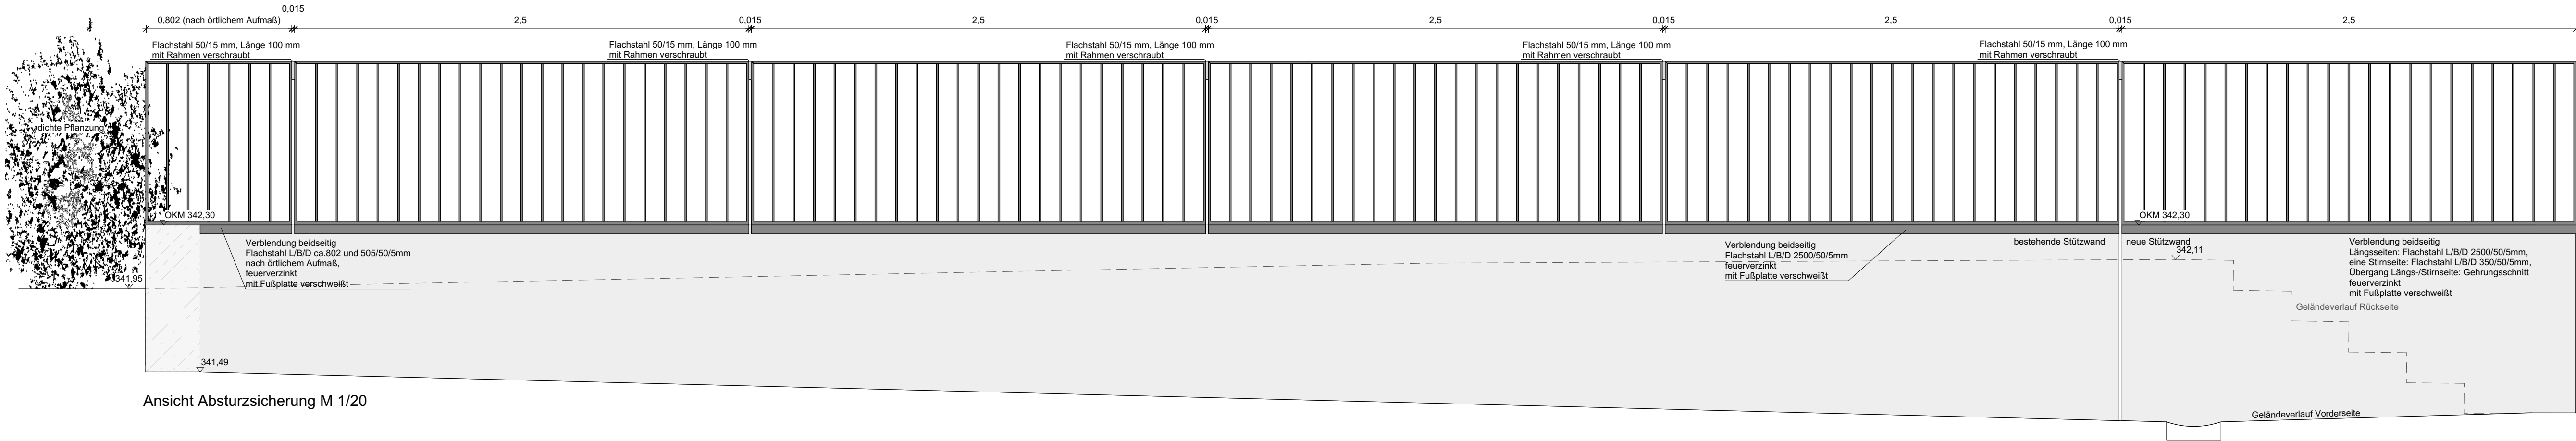 0,802 (nach örtlichem Aufmaß)
0,015
2,5
0,015
2,5
0,015
2,5
0,015
2,5
0,015
2,5
Flachstahl 50/15 mm, Länge 100 mm
mit Rahmen verschraubt
Flachstahl 50/15 mm, Länge 100 mm
mit Rahmen verschraubt
Flachstahl 50/15 mm, Länge 100 mm
mit Rahmen verschraubt
Flachstahl 50/15 mm, Länge 100 mm
mit Rahmen verschraubt
Flachstahl 50/15 mm, Länge 100 mm
mit Rahmen verschraubt
dichte Pflanzung
OKM 342,30
OKM 342,30
Verblendung beidseitig
Flachstahl L/B/D ca.802 und 505/50/5mm
nach örtlichem Aufmaß,
feuerverzinkt
mit Fußplatte verschweißt
Verblendung beidseitig
Flachstahl L/B/D 2500/50/5mm
feuerverzinkt
mit Fußplatte verschweißt
bestehende Stützwand
neue Stützwand
342,11
Verblendung beidseitig
Längsseiten: Flachstahl L/B/D 2500/50/5mm,
eine Stirnseite: Flachstahl L/B/D 350/50/5mm,
Übergang Längs-/Stirnseite: Gehrungsschnitt
feuerverzinkt
mit Fußplatte verschweißt
341,95
Geländeverlauf Rückseite
341,49
Ansicht Absturzsicherung M 1/20
Geländeverlauf Vorderseite